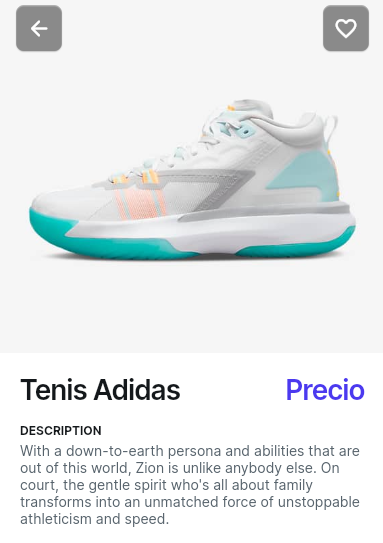 Tenis Adidas
Precio
DESCRIPTION
With a down-to-earth persona and abilities that are
out of this world, Zion is unlike anybody else. On
court, the gentle spirit who's all about family
transforms into an unmatched force of unstoppable
athleticism and speed.